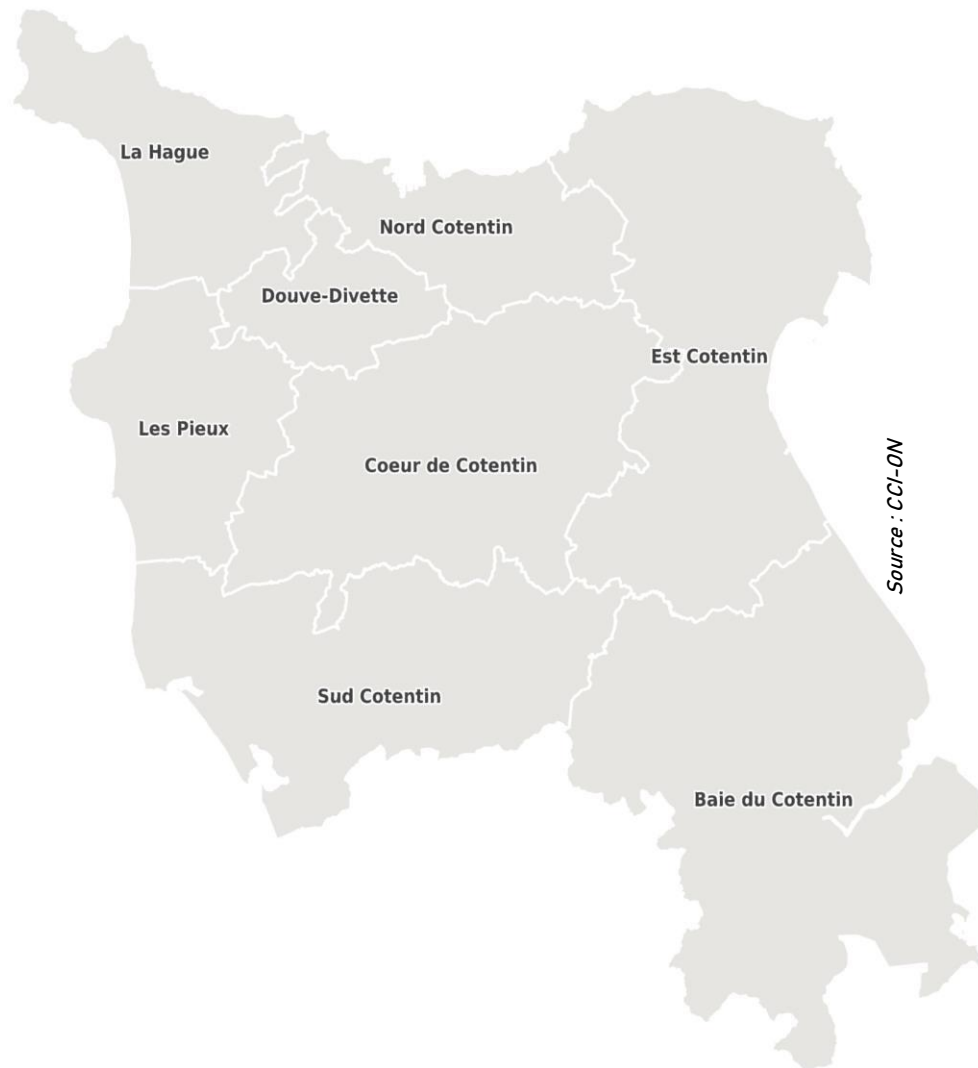 La Hague
Nord Cotentin
Douve-Divette
Est Cotentin
Les Pieux
Coeur de Cotentin
Source : CCI-ON
Sud Cotentin
Baie du Cotentin